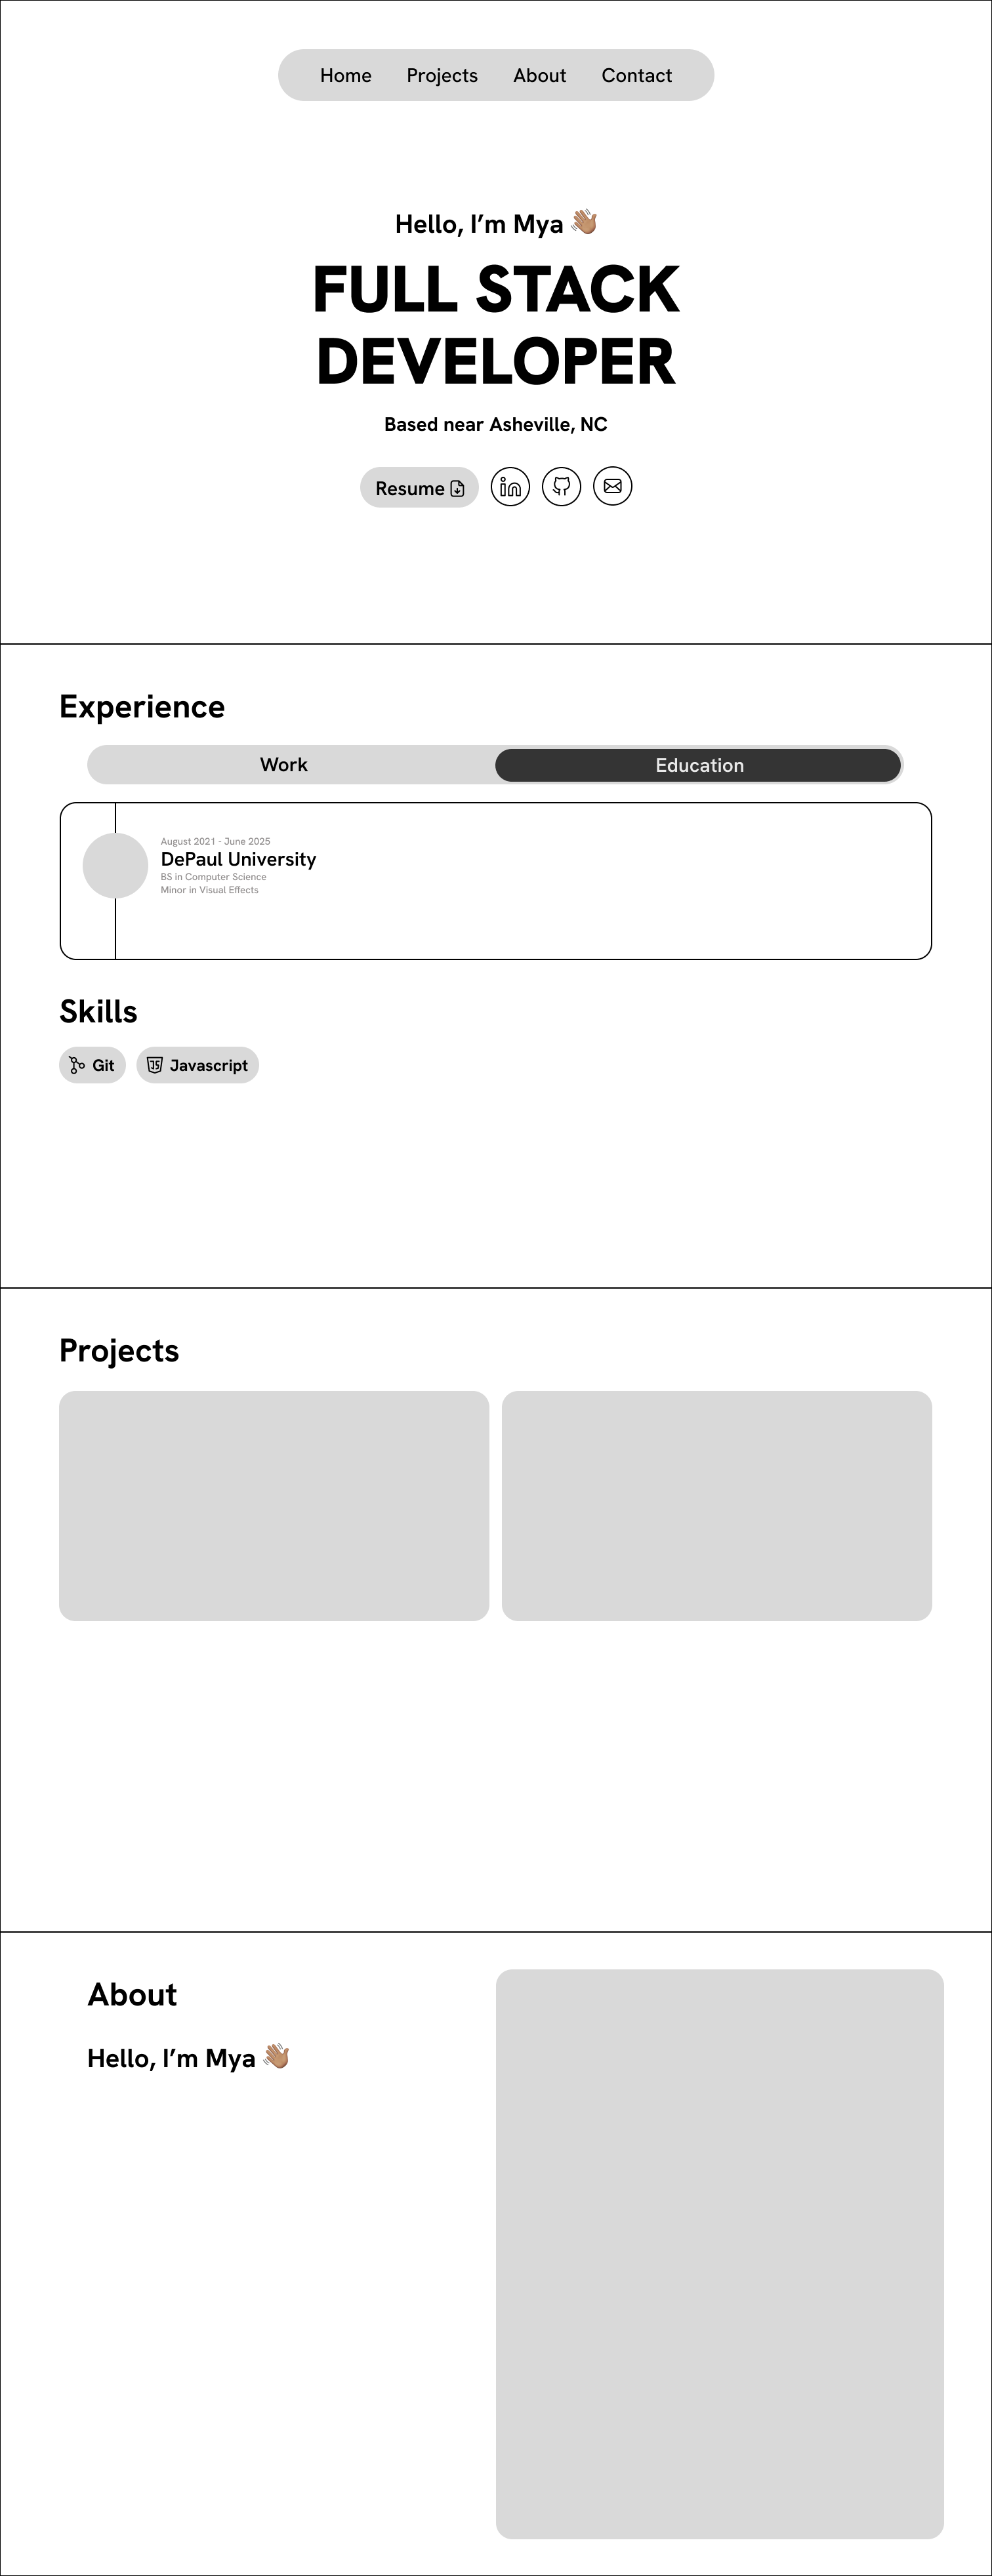 Home Projects About Contact
Hello, I’m Mya 👋🏽
FULL STACK
DEVELOPER
Based near Asheville, NC
Resume
Experience
Work Education
August 2021 - June 2025
DePaul University
BS in Computer Science
Minor in Visual Effects
Skills
Git Javascript
Projects
About
Hello, I’m Mya 👋🏽